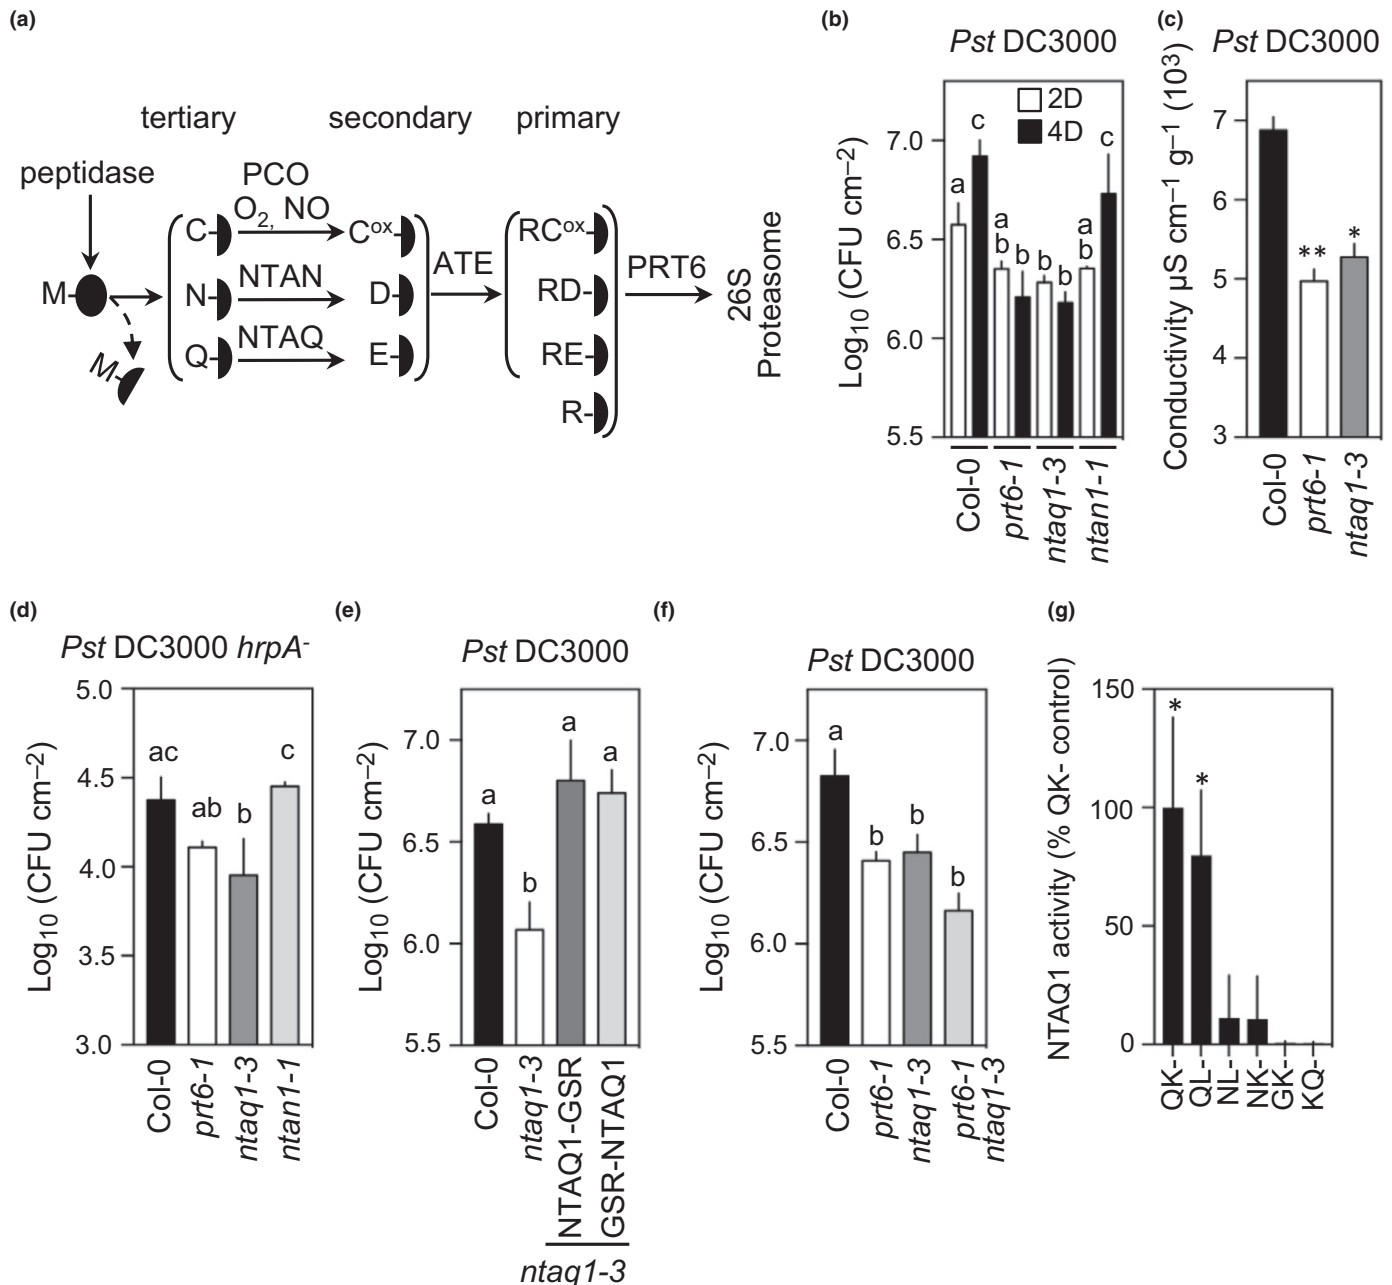 (a)
tertiary
secondary
primary
peptidase
PCO
O2, NO
C-
Cox-
RCox-
M-
N-
NTAN
D-
ATE
RD-
PRT6
M-
Q-
NTAQ
E-
RE-
R-
26S
Proteasome
(b)
Pst DC3000
Log10 (CFU cm−2)
7.0
6.5
6.0
5.5
2D
4D
a
c
a
b
b
b
b
a
b
c
Col-0
prt6-1
ntaq1-3
ntan1-1
(c)
Pst DC3000
Conductivity µS cm−1 g−1 (103)
7
6
5
4
3
**
*
Col-0
prt6-1
ntaq1-3
(d)
Pst DC3000 hrpA-
Log10 (CFU cm−2)
5.0
4.5
4.0
3.5
3.0
ac
ab
b
c
Col-0
prt6-1
ntaq1-3
ntan1-1
(e)
Pst DC3000
Log10 (CFU cm−2)
7.0
6.5
6.0
5.5
a
b
a
a
Col-0
ntaq1-3
NTAQ1-GSR
GSR-NTAQ1
ntaq1-3
(f)
Pst DC3000
Log10 (CFU cm−2)
7.0
6.5
6.0
5.5
a
b
b
b
Col-0
prt6-1
ntaq1-3
prt6-1
ntaq1-3
(g)
NTAQ1 activity (% QK- control)
150
100
50
0
*
*
QK-
QL-
NL-
NK-
GK-
KQ-